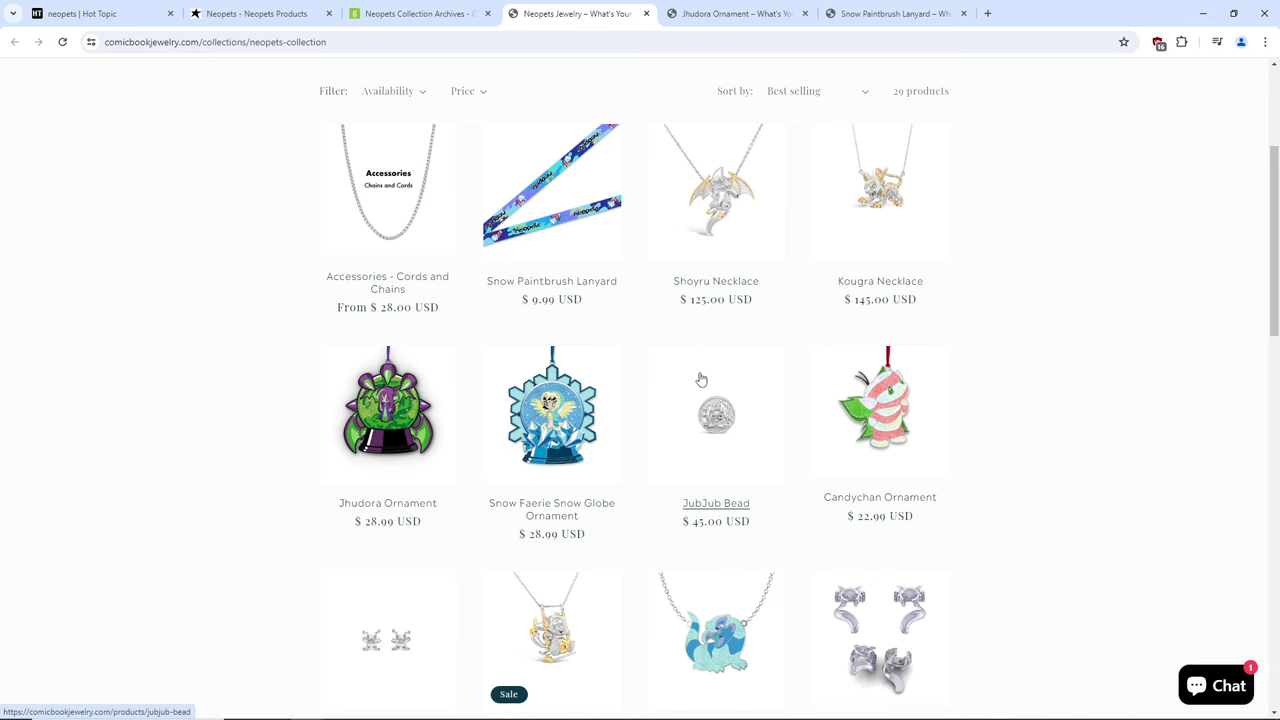 neopets | Hot Topic
Neopets - Neopets Products
Neopets Collection Archives - G
Neopets Jewelry – What's Your
Jhudora Ornament – What's Yo
Snow Paintbrush Lanyard – Wh
comicbookjewelry.com/collections/neopets-collection
16
Filter: Availability Price Sort by: Best selling 29 products
Accessories
Chains and Cords
neopets
neopets
neopets
neopets
Accessories - Cords and
Chains
From $ 28.00 USD
Snow Paintbrush Lanyard
$ 9.99 USD
Shoyru Necklace
$ 125.00 USD
Kougra Necklace
$ 145.00 USD
Jhudora Ornament
$ 28.99 USD
Snow Faerie Snow Globe
Ornament
$ 28.99 USD
JubJub Bead
$ 45.00 USD
Candychan Ornament
$ 22.99 USD
Sale
1
Chat
https://comicbookjewelry.com/products/jubjub-bead